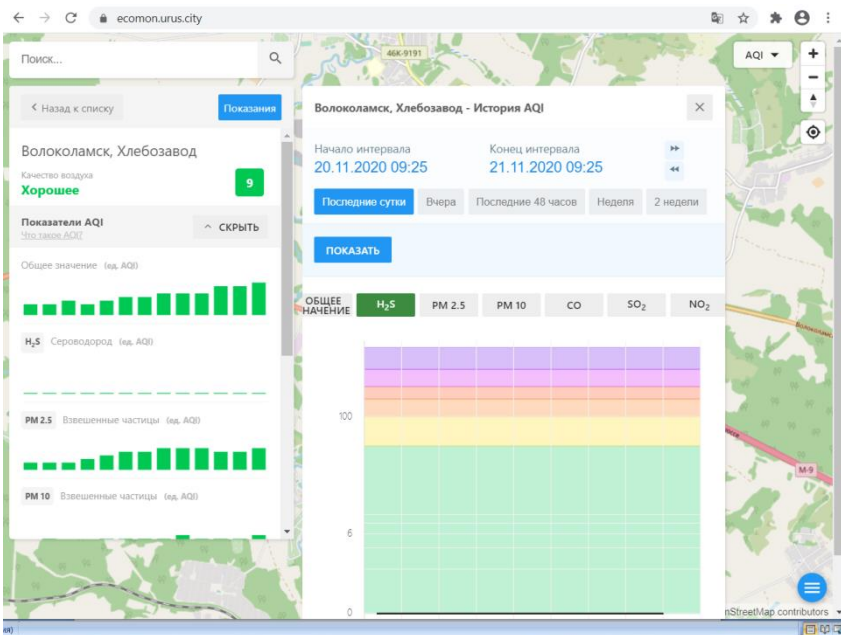 ecomon.urus.city
Поиск...
46К-9191
AQI
Назад к списку
Показания
Волоколамск, Хлебозавод
Качество воздуха
Хорошее
9
Показатели AQI
Что такое AQI?
СКРЫТЬ
Общее значение (ед. AQI)
H₂S Сероводород (ед. AQI)
PM 2.5 Взвешенные частицы (ед. AQI)
PM 10 Взвешенные частицы (ед. AQI)
Волоколамск, Хлебозавод - История AQI
Начало интервала
20.11.2020 09:25
Конец интервала
21.11.2020 09:25
Последние сутки
Вчера
Последние 48 часов
Неделя
2 недели
ПОКАЗАТЬ
ОБЩЕЕ
НАЧЕНИЕ
H₂S
PM 2.5
PM 10
CO
SO₂
NO₂
100
6
0
М-9
nStreetMap contributors